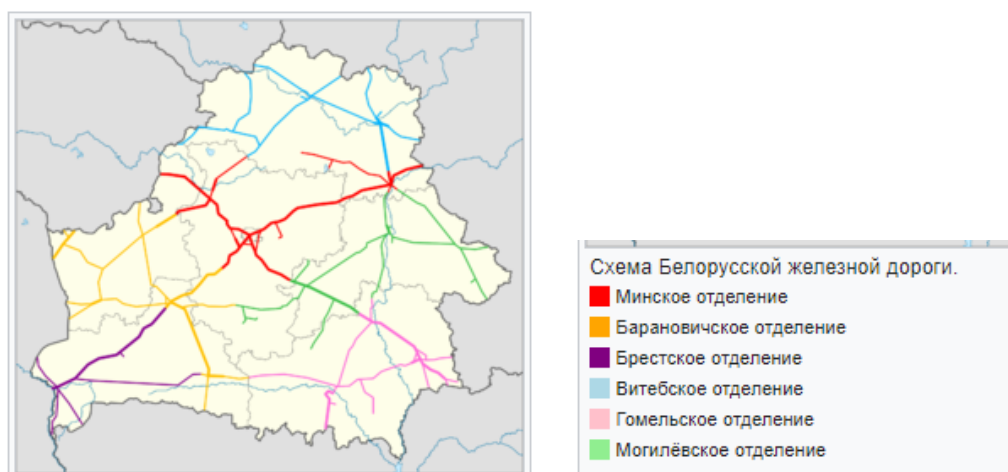 Схема Белорусской железной дороги.
Минское отделение
Барановичское отделение
Брестское отделение
Витебское отделение
Гомельское отделение
Могилёвское отделение